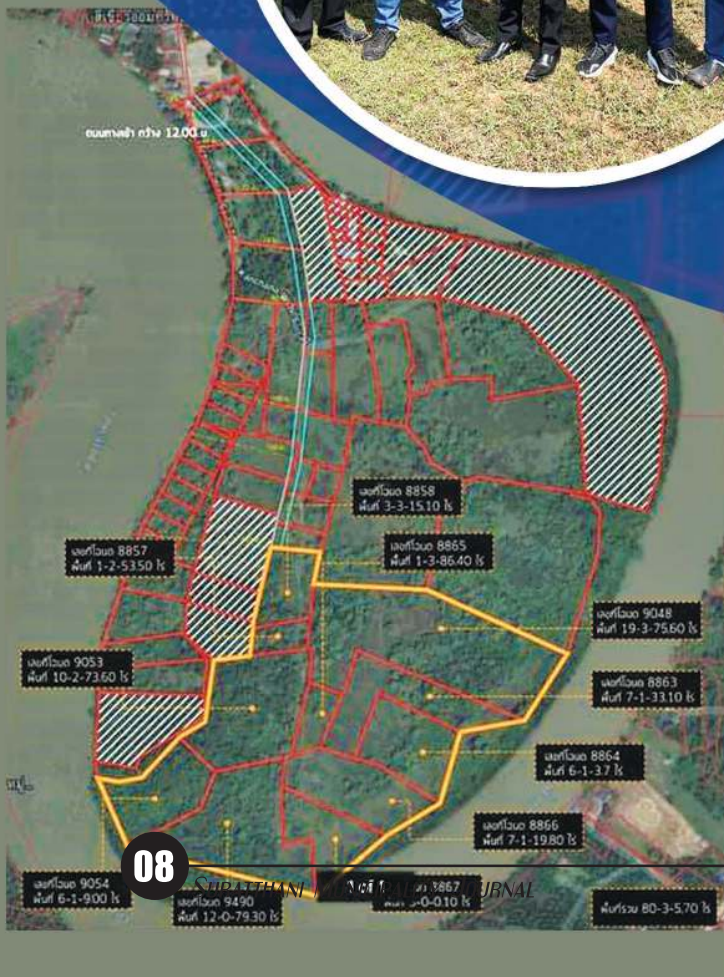 ถนนทางเข้า กว้าง 12.00 ม
เลขที่โฉนด 8858
พื้นที่ 3-3-15.10 ไร่
เลขที่โฉนด 8857
พื้นที่ 1-2-53.50 ไร่
เลขที่โฉนด 8865
พื้นที่ 1-3-86.40 ไร่
เลขที่โฉนด 9048
พื้นที่ 19-3-75.60 ไร่
เลขที่โฉนด 9053
พื้นที่ 10-2-73.60 ไร่
เลขที่โฉนด 8863
พื้นที่ 7-1-33.10 ไร่
เลขที่โฉนด 8864
พื้นที่ 6-1-3.7 ไร่
เลขที่โฉนด 8866
พื้นที่ 7-1-19.80 ไร่
เลขที่โฉนด 9054
พื้นที่ 6-1-9.00 ไร่
เลขที่โฉนด 9490
พื้นที่ 12-0-79.30 ไร่
8867
-0-0.10 ไร่
พื้นที่รวม 80-3-5.70 ไร่
08
SURATTHANI JOURNAL